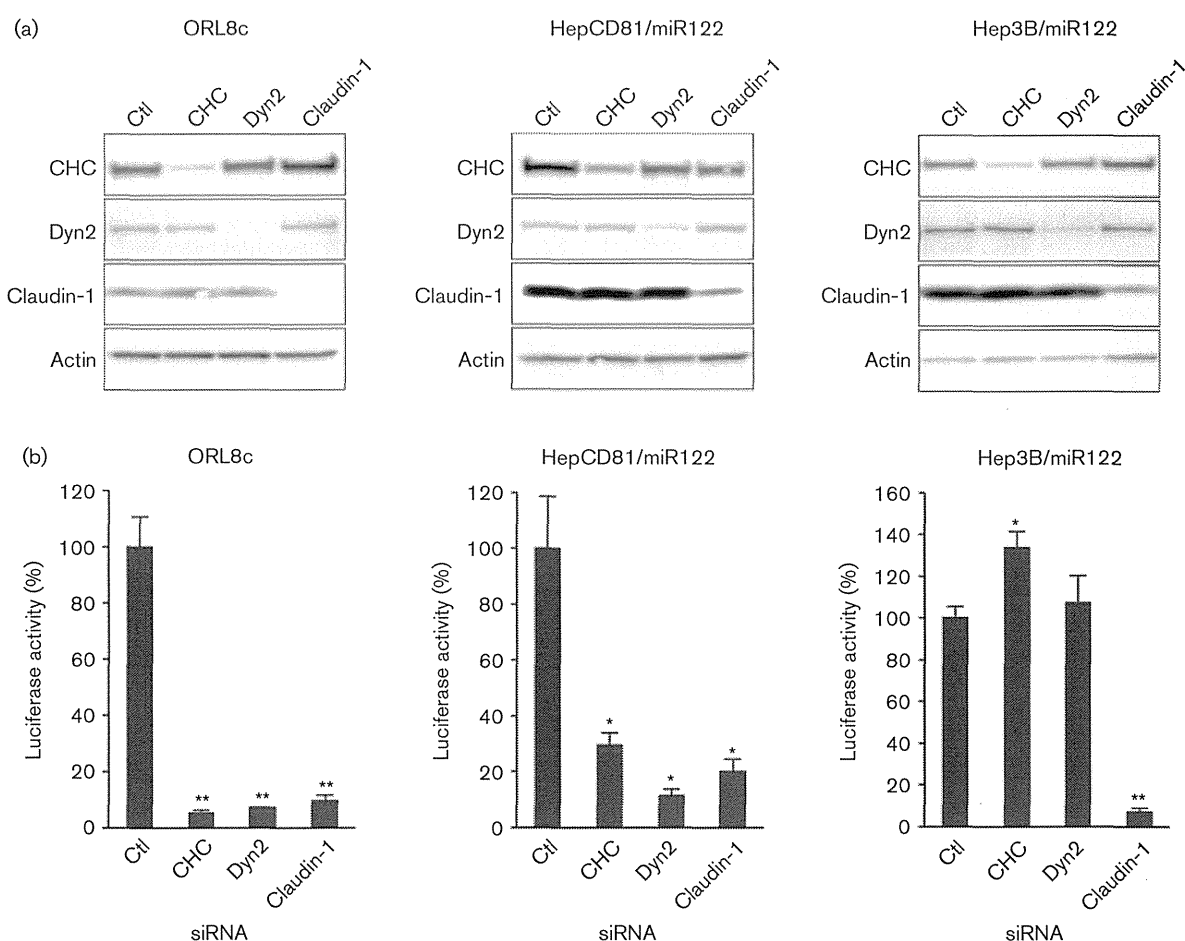 (a)
ORL8c
HepCD81/miR122
Hep3B/miR122
Ctl
CHC
Dyn2
Claudin-1
Ctl
CHC
Dyn2
Claudin-1
Ctl
CHC
Dyn2
Claudin-1
CHC
Dyn2
Claudin-1
Actin
CHC
Dyn2
Claudin-1
Actin
CHC
Dyn2
Claudin-1
Actin
(b)
ORL8c
Luciferase activity (%)
120
100
80
60
40
20
0
**
**
**
Ctl
CHC
Dyn2
Claudin-1
siRNA
HepCD81/miR122
Luciferase activity (%)
120
100
80
60
40
20
0
*
*
*
Ctl
CHC
Dyn2
Claudin-1
siRNA
Hep3B/miR122
Luciferase activity (%)
160
140
120
100
80
60
40
20
0
*
**
Ctl
CHC
Dyn2
Claudin-1
siRNA